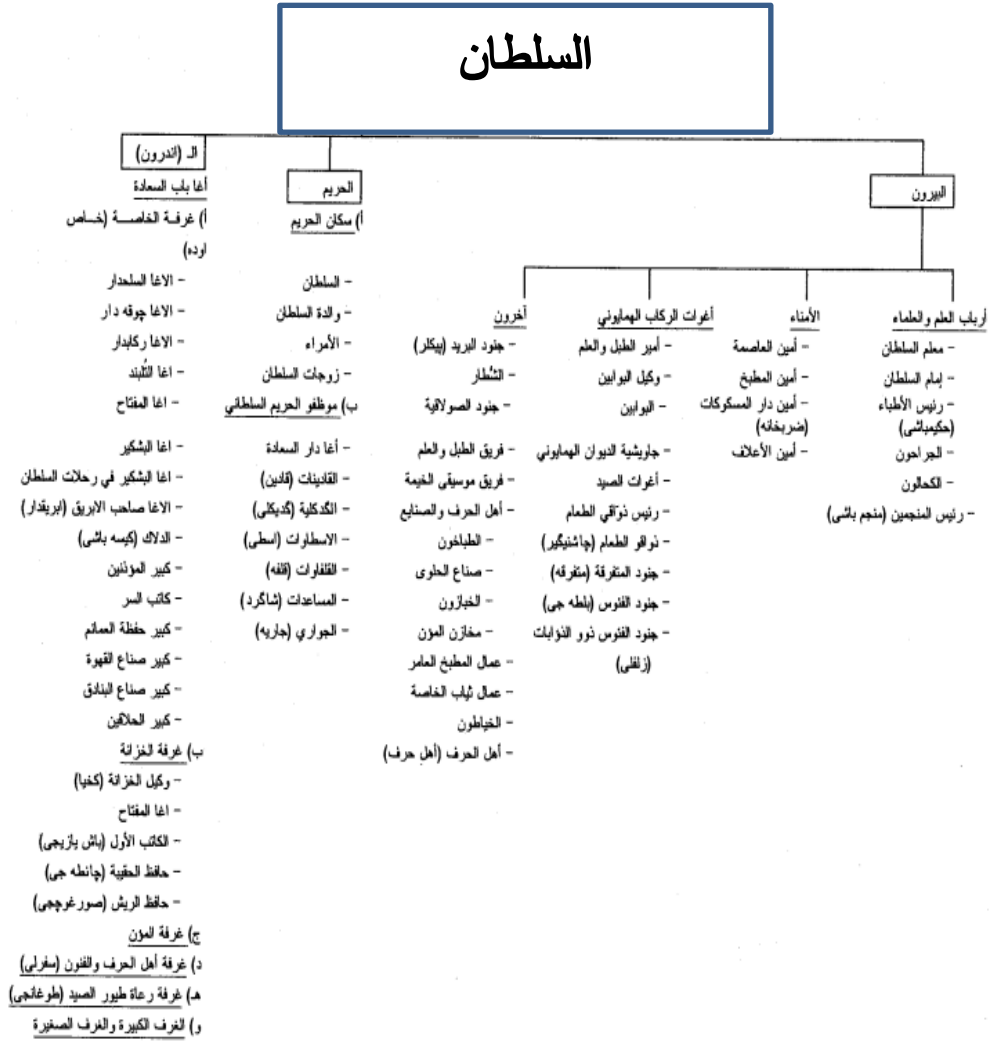 السلطان
البيرون
أرباب العلم والعلماء
- معلم السلطان
- إمام السلطان
- رئيس الأطباء
(حكيمباشى)
- الجراحون
- الكحالون
- رئيس المنجمين (منجم باشى)
الأمناء
- أمين العاصمة
- أمين المطبخ
- أمين دار المسكوكات
(ضربخانه)
- أمين الأعلاف
أغوات الركاب الهمايوني
- أمير الطبل والعلم
- وكيل البوابين
- البوابين
- جاويشية الديوان الهمايوني
- أغوات الصيد
- رئيس ذواقي الطعام
- ذواقو الطعام (چاشنيگير)
- جنود المتفرقة (متفرقه)
- جنود الفئوس (بلطه جى)
- جنود الفئوس ذوو الذؤابات
(زلفلى)
آخرون
- جنود البريد (پيكلر)
- الشُطار
- جنود الصولاقية
- فريق الطبل والعلم
- فريق موسيقى الخيمة
- أهل الحرف والصنايع
- الطباخون
- صناع الحلوى
- الخبازون
- مخازن المؤن
- عمال المطبخ العامر
- عمال ثياب الخاصة
- الخياطون
- أهل الحرف (أهل حرف)
الحريم
أ) سكان الحريم
- السلطان
- والدة السلطان
- الأمراء
- زوجات السلطان
ب) موظفو الحريم السلطاني
- أغا دار السعادة
- القادينات (قادين)
- الگدكلية (گديكلى)
- الاسطاوات (اسطى)
- القلفاوات (قلفه)
- المساعدات (شاگرد)
- الجواري (جاريه)
الـ (اندرون)
أغا باب السعادة
أ) غرفة الخاصة (خاص
اوده)
- الاغا السلحدار
- الاغا چوقه دار
- الاغا ركابدار
- اغا التُلبند
- اغا المفتاح
- اغا البشكير
- اغا البشكير في رحلات السلطان
- الاغا صاحب الابريق (ابريقدار)
- الدلاك (كيسه باشى)
- كبير المؤذنين
- كاتب السر
- كبير حفظة العمائم
- كبير صناع القهوة
- كبير صناع البنادق
- كبير الحلاقين
ب) غرفة الخزانة
- وكيل الخزانة (كخيا)
- اغا المفتاح
- الكاتب الأول (باش يازيجى)
- حافظ الحقيبة (چانطه جى)
- حافظ الريش (صورغوچجى)
ج) غرفة المؤن
د) غرفة أهل الحرف والفنون (سفرلى)
هـ) غرفة رعاة طيور الصيد (طوغانجى)
و) الغرف الكبيرة والغرف الصغيرة